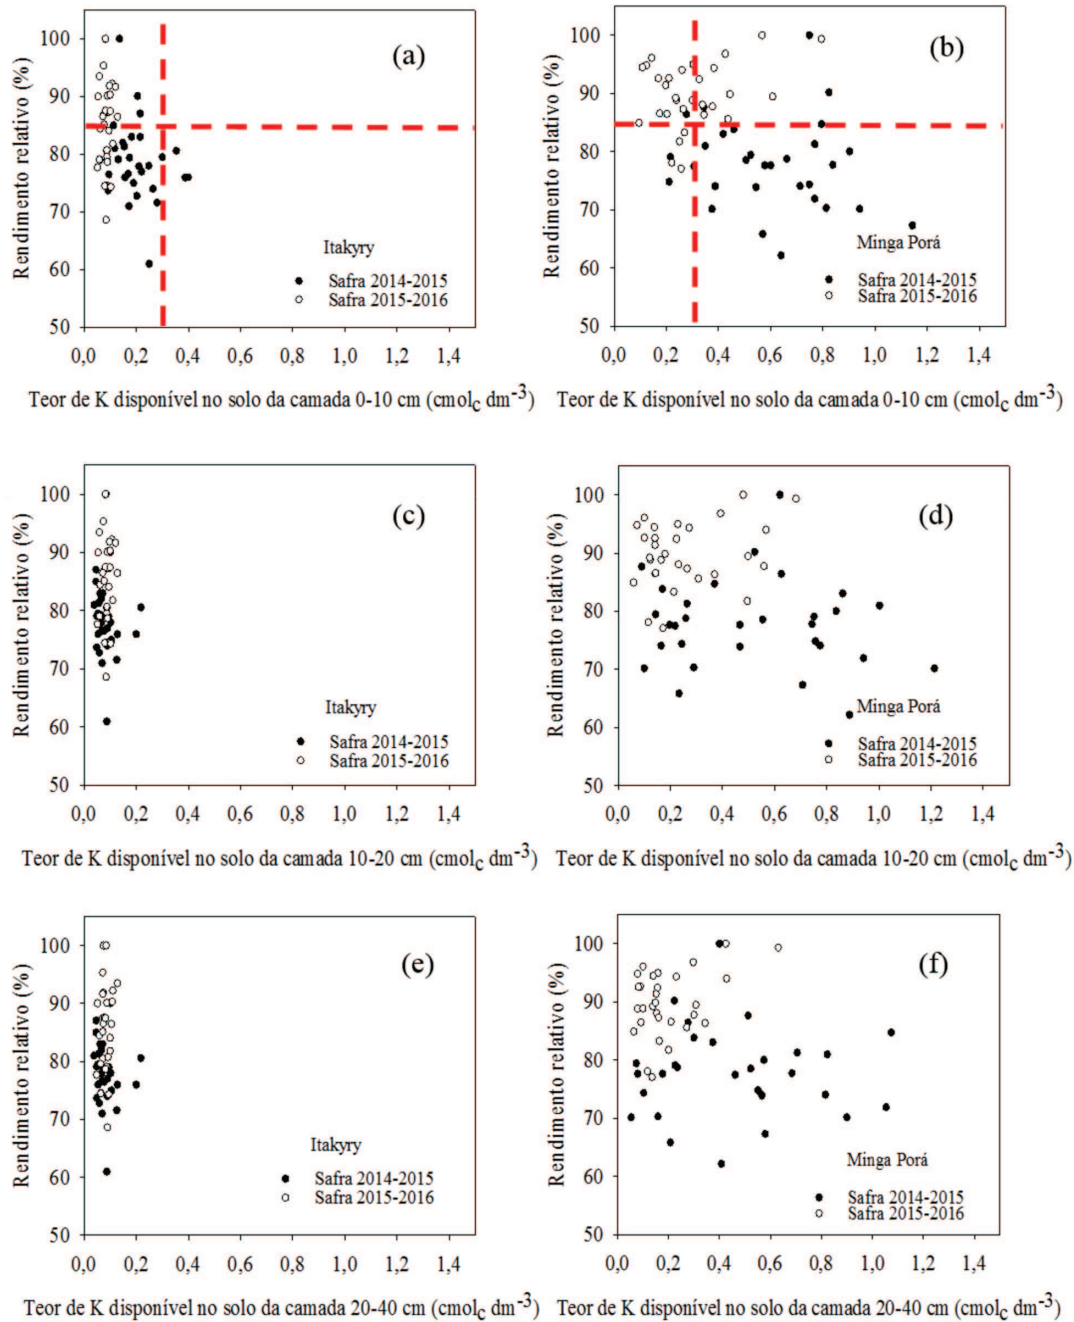 Rendimento relativo (%)
100
90
80
70
60
50
(a)
Itakyry
Safra 2014-2015
Safra 2015-2016
0,0 0,2 0,4 0,6 0,8 1,0 1,2 1,4
Teor de K disponível no solo da camada 0-10 cm (cmolc dm-3)
Rendimento relativo (%)
100
90
80
70
60
50
(b)
Minga Porá
Safra 2014-2015
Safra 2015-2016
0,0 0,2 0,4 0,6 0,8 1,0 1,2 1,4
Teor de K disponível no solo da camada 0-10 cm (cmolc dm-3)
Rendimento relativo (%)
100
90
80
70
60
50
(c)
Itakyry
Safra 2014-2015
Safra 2015-2016
0,0 0,2 0,4 0,6 0,8 1,0 1,2 1,4
Teor de K disponível no solo da camada 10-20 cm (cmolc dm-3)
Rendimento relativo (%)
100
90
80
70
60
50
(d)
Minga Porá
Safra 2014-2015
Safra 2015-2016
0,0 0,2 0,4 0,6 0,8 1,0 1,2 1,4
Teor de K disponível no solo da camada 10-20 cm (cmolc dm-3)
Rendimento relativo (%)
100
90
80
70
60
50
(e)
Itakyry
Safra 2014-2015
Safra 2015-2016
0,0 0,2 0,4 0,6 0,8 1,0 1,2 1,4
Teor de K disponível no solo da camada 20-40 cm (cmolc dm-3)
Rendimento relativo (%)
100
90
80
70
60
50
(f)
Minga Porá
Safra 2014-2015
Safra 2015-2016
0,0 0,2 0,4 0,6 0,8 1,0 1,2 1,4
Teor de K disponível no solo da camada 20-40 cm (cmolc dm-3)